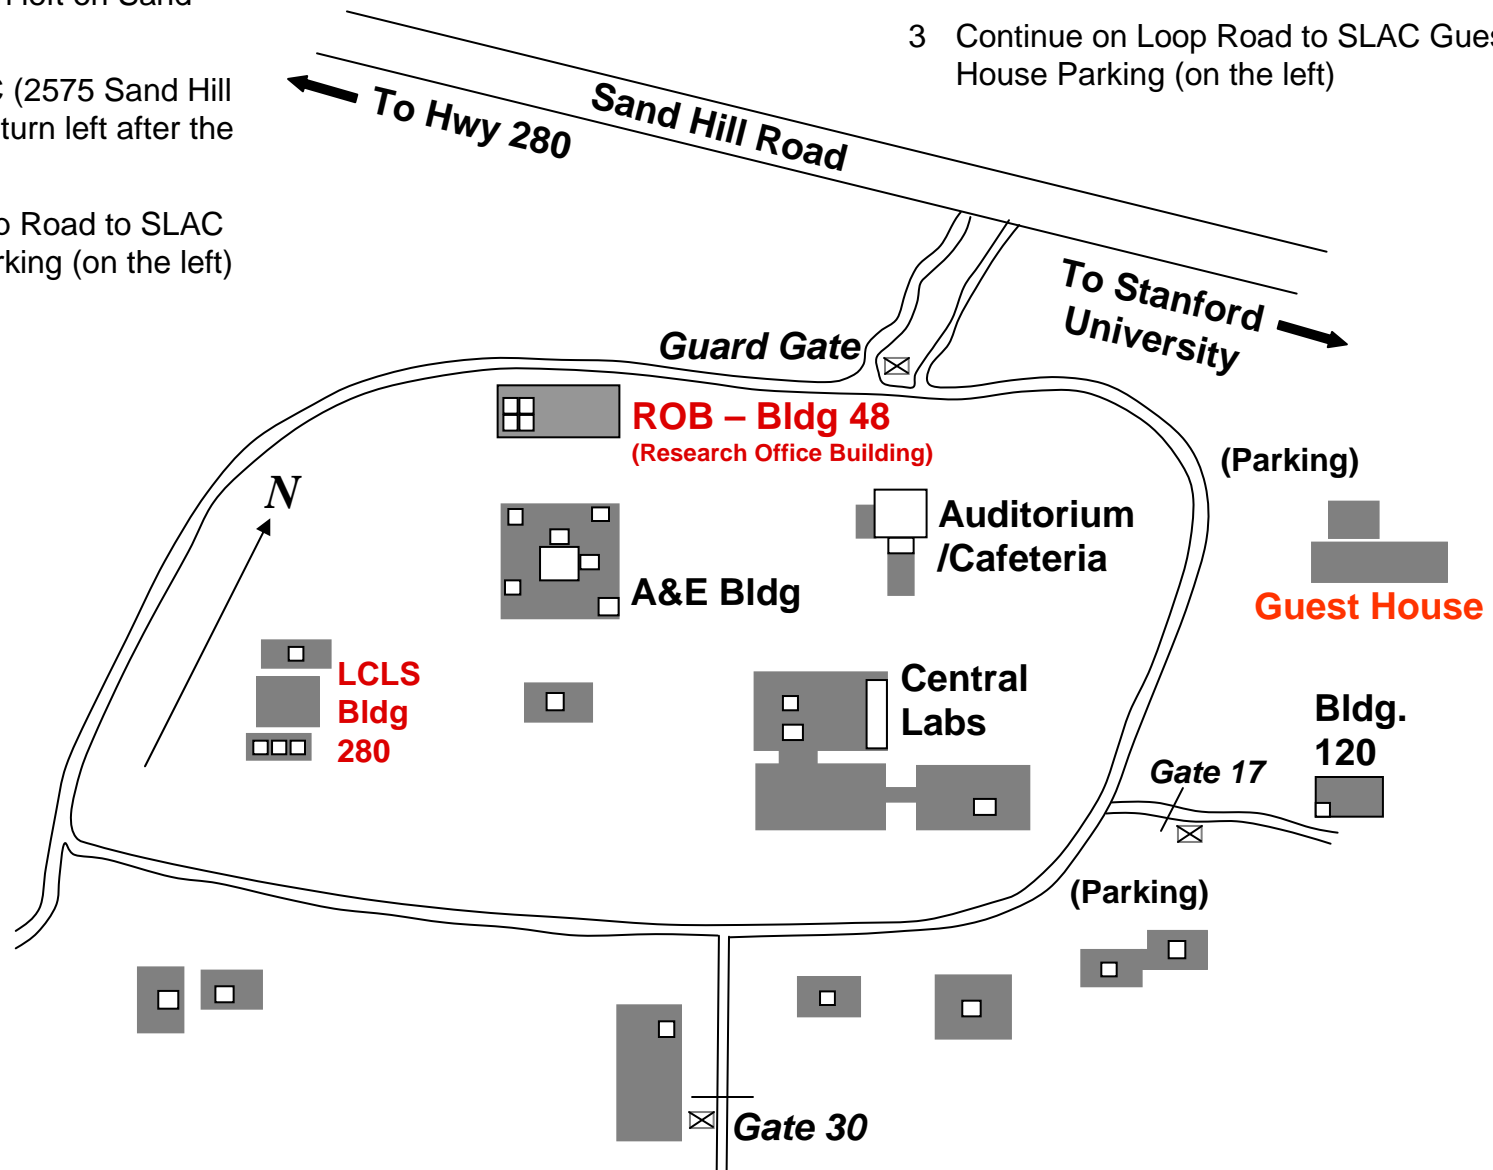 left on Sand
(2575 Sand Hill
turn left after the
Road to SLAC
(on the left)
3 Continue on Loop Road to SLAC
House Parking (on the left)
Sand Hill Road
To Hwy 280
To Stanford
University
Guard Gate
ROB – Bldg 48
(Research Office Building)
N
(Parking)
Auditorium
/Cafeteria
A&E Bldg
Guest House
LCLS
Bldg
280
Central
Labs
Bldg.
120
Gate 17
(Parking)
Gate 30